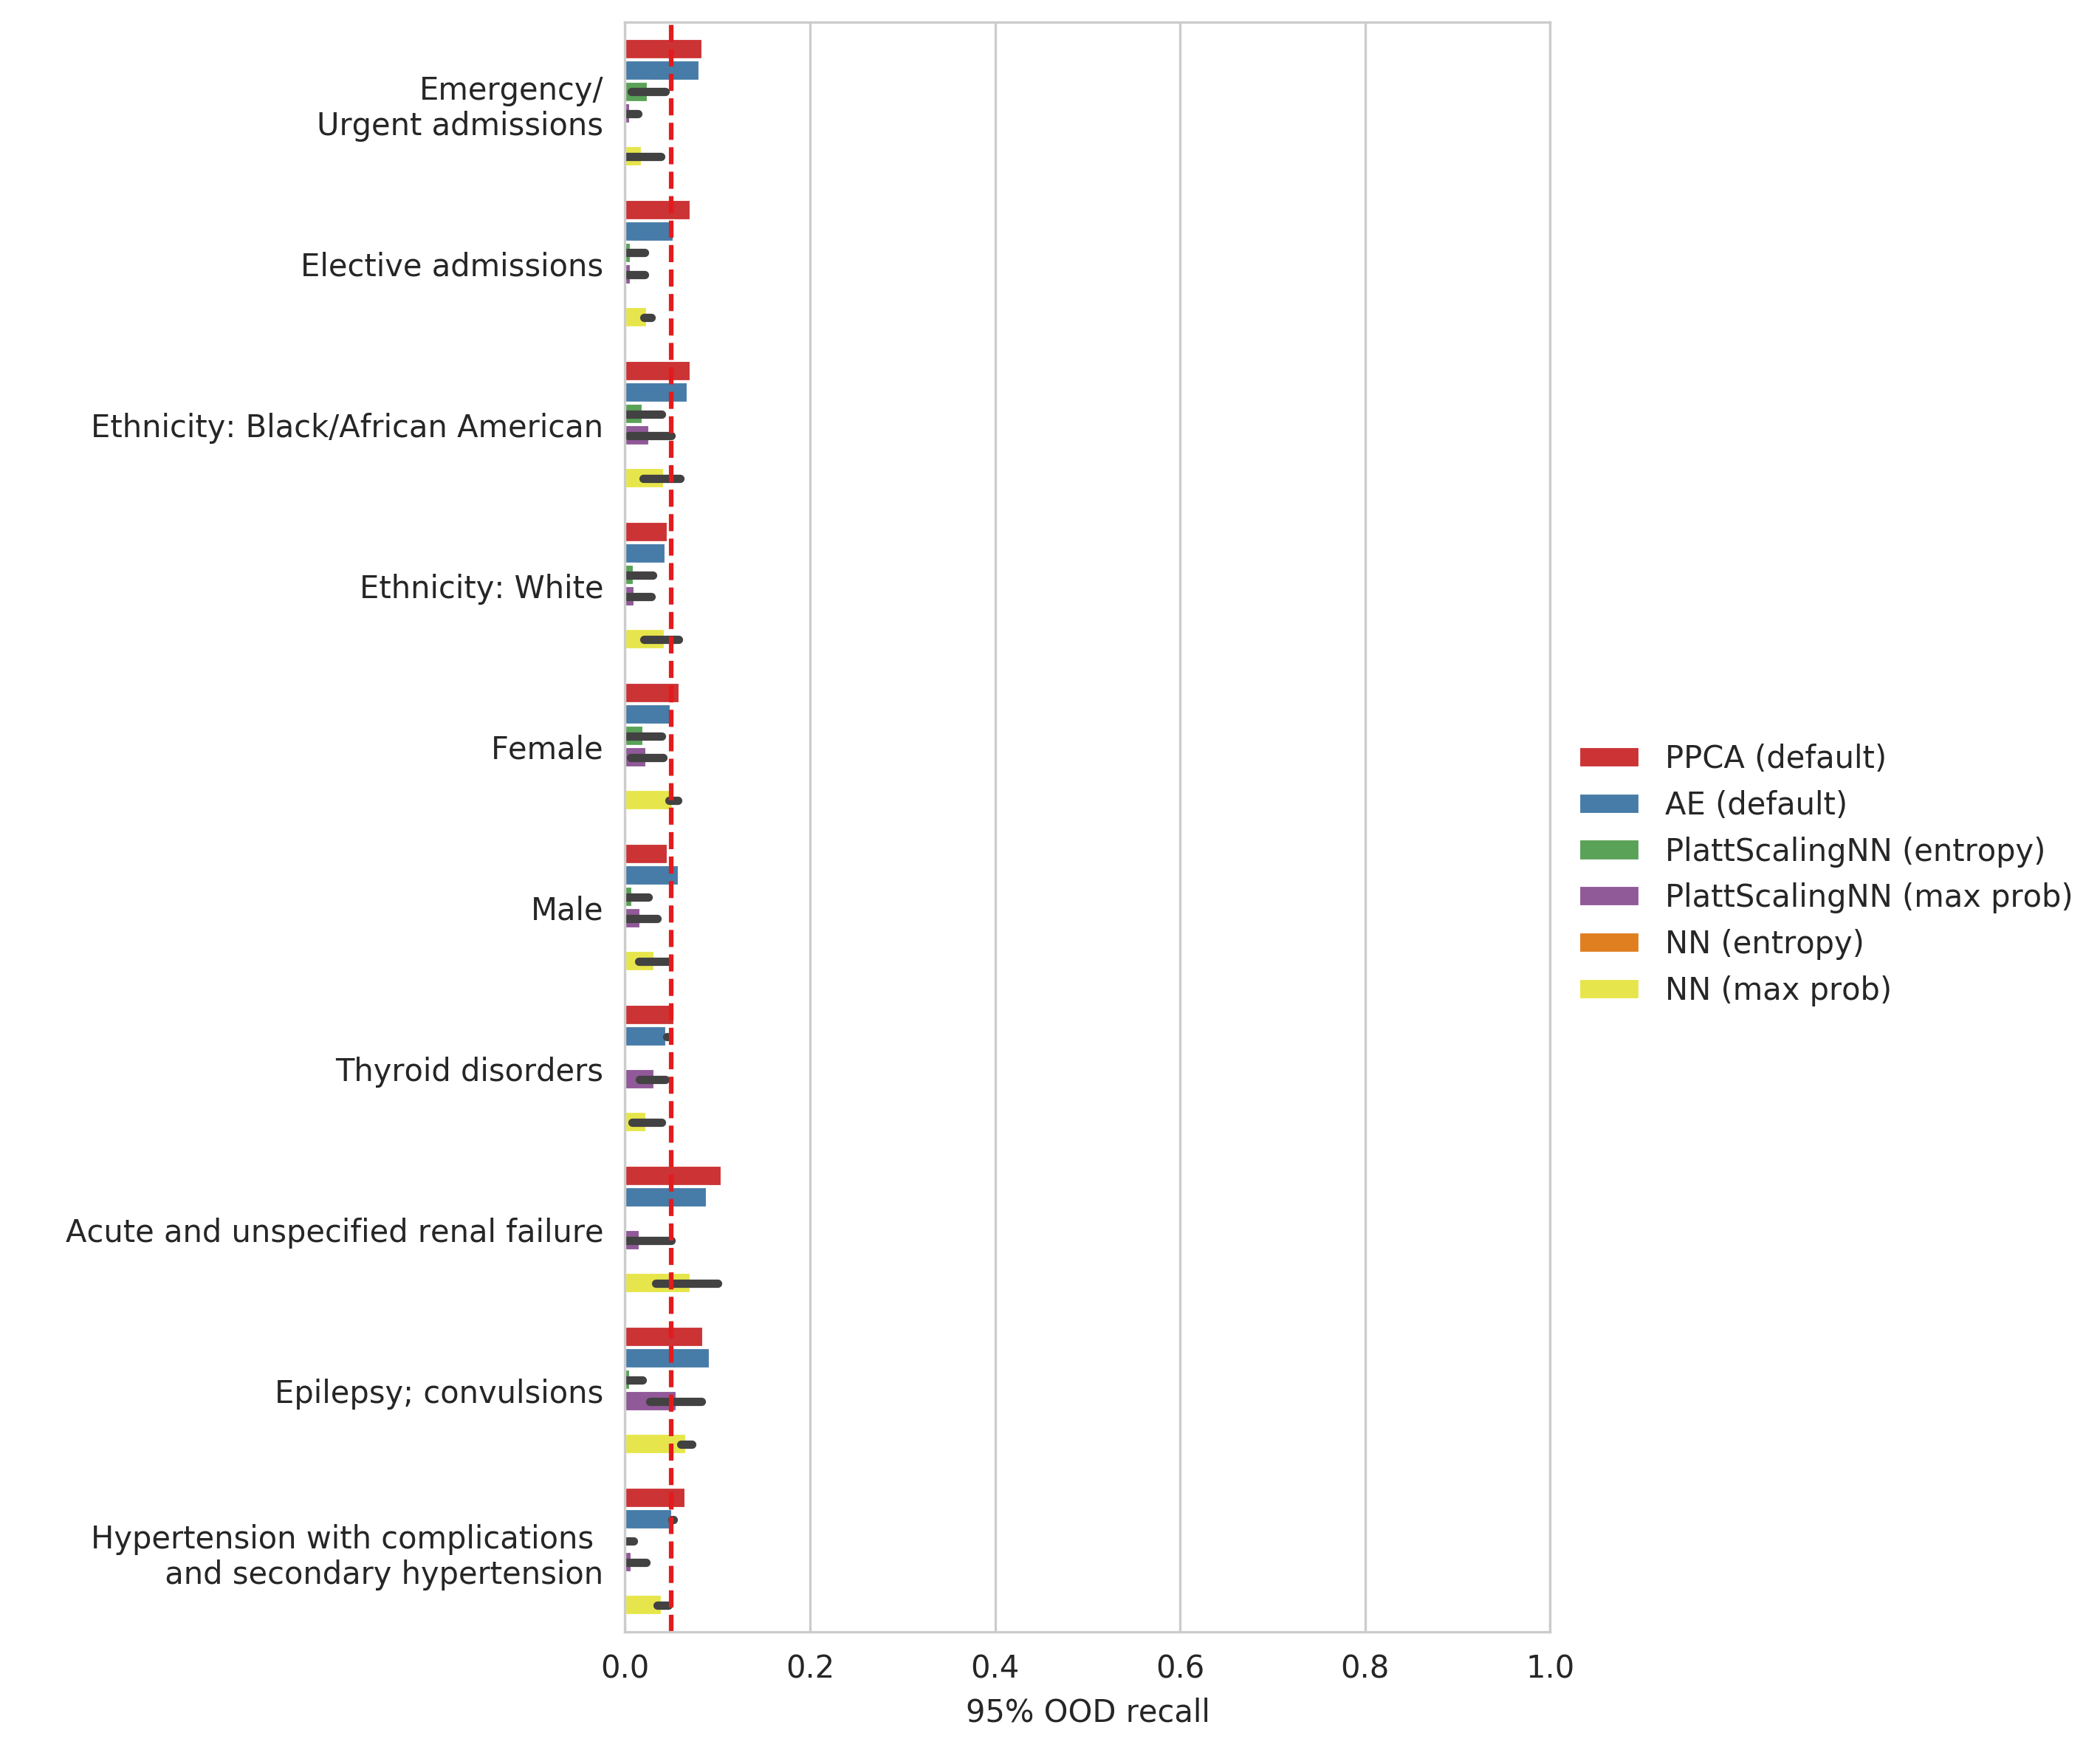 Emergency/
Urgent admissions
Elective admissions
Ethnicity: Black/African American
Ethnicity: White
Female
Male
Thyroid disorders
Acute and unspecified renal failure
Epilepsy; convulsions
Hypertension with complications
and secondary hypertension
0.0 0.2 0.4 0.6 0.8 1.0
95% OOD recall
PPCA (default)
AE (default)
PlattScalingNN (entropy)
PlattScalingNN (max prob)
NN (entropy)
NN (max prob)